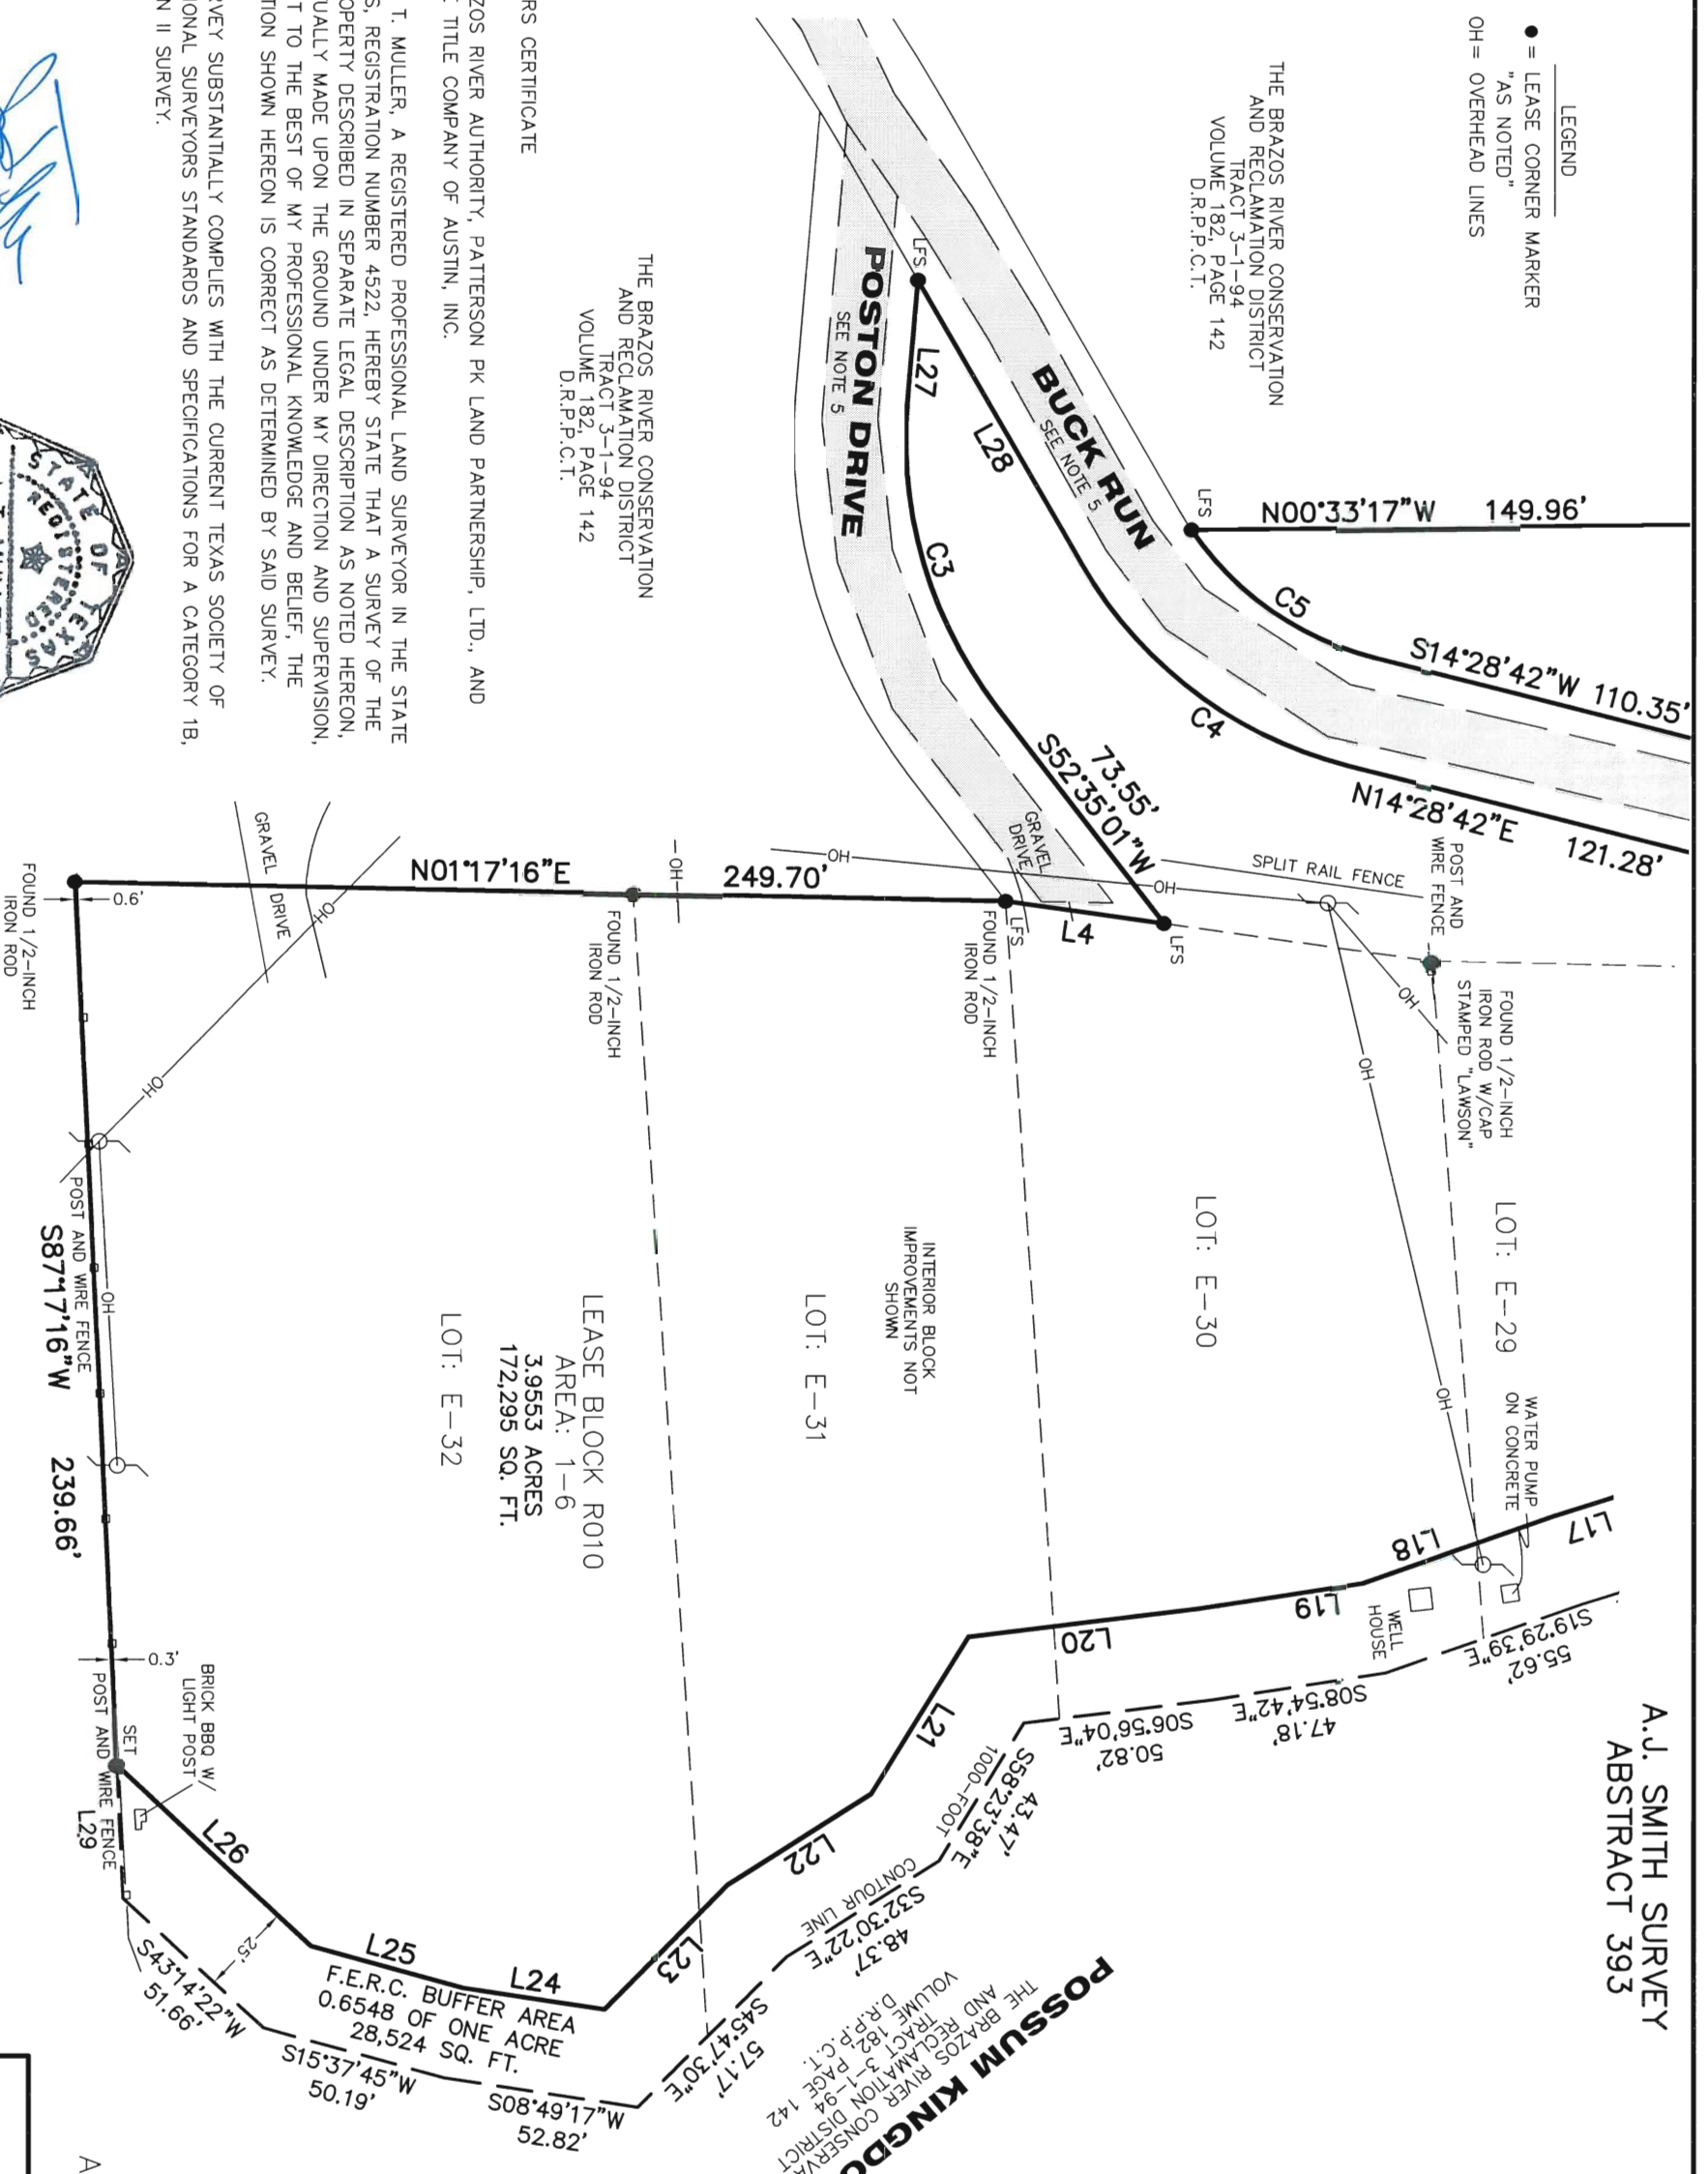 LEGEND
● = LEASE CORNER MARKER
"AS NOTED"
OH= OVERHEAD LINES
THE BRAZOS RIVER CONSERVATION
AND RECLAMATION DISTRICT
TRACT 3-1-94
VOLUME 182, PAGE 142
D.R.P.P.C.T.
LFS
N00°33'17"W 149.96'
C5
S14°28'42"W 110.35'
BUCK RUN
SEE NOTE 5
LFS
L28
C4
N14°28'42"E 121.28'
POSTON DRIVE
SEE NOTE 5
L27
C3
73.55'
S52°35'01"W
GRAVEL
DRIVE
THE BRAZOS RIVER CONSERVATION
AND RECLAMATION DISTRICT
TRACT 3-1-94
VOLUME 182, PAGE 142
D.R.P.P.C.T.
RS CERTIFICATE
ZOS RIVER AUTHORITY, PATTERSON PK LAND PARTNERSHIP, LTD., AND
E TITLE COMPANY OF AUSTIN, INC.
T. MULLER, A REGISTERED PROFESSIONAL LAND SURVEYOR IN THE STATE
S, REGISTRATION NUMBER 4522, HEREBY STATE THAT A SURVEY OF THE
OPERTY DESCRIBED IN SEPARATE LEGAL DESCRIPTION AS NOTED HEREON,
UALLY MADE UPON THE GROUND UNDER MY DIRECTION AND SUPERVISION,
T TO THE BEST OF MY PROFESSIONAL KNOWLEDGE AND BELIEF, THE
TION SHOWN HEREON IS CORRECT AS DETERMINED BY SAID SURVEY.
RVEY SUBSTANTIALLY COMPLIES WITH THE CURRENT TEXAS SOCIETY OF
IONAL SURVEYORS STANDARDS AND SPECIFICATIONS FOR A CATEGORY 1B,
N II SURVEY.
STATE OF TEXAS
REGISTERED
SPLIT RAIL FENCE
POST AND
WIRE FENCE
OH
OH
OH
LFS
L4
LFS
FOUND 1/2-INCH
IRON ROD
249.70'
N01°17'16"E
FOUND 1/2-INCH
IRON ROD
GRAVEL DRIVE
OH
OH
0.6'
FOUND 1/2-INCH
IRON ROD
FOUND 1/2-INCH
IRON ROD W/CAP
STAMPED "LAWSON"
OH
OH
OH
LOT: E-29
LOT: E-30
INTERIOR BLOCK
IMPROVEMENTS NOT
SHOWN
LOT: E-31
LEASE BLOCK R010
AREA: 1-6
3.9553 ACRES
172,295 SQ. FT.
LOT: E-32
OH
POST AND WIRE FENCE
S87°17'16"W 239.66'
WATER PUMP
ON CONCRETE
L17
L18
L19
L20
L21
L22
L23
L24
L25
L26
WELL
HOUSE
S19°29'39"E
55.62'
S08°54'42"E
47.18'
S06°56'04"E
50.82'
S58°23'38"E
43.47'
1000-FOOT
CONTOUR LINE
S32°30'22"E
48.37'
S45°47'30"E
57.17'
S08°49'17"W
52.82'
S15°37'45"W
50.19'
S43°14'22"W
51.66'
25'
F.E.R.C. BUFFER AREA
0.6548 OF ONE ACRE
28,524 SQ. FT.
BRICK BBQ W/
LIGHT POST
0.3'
SET
POST AND WIRE FENCE
L29
A.J. SMITH SURVEY
ABSTRACT 393
POSSUM KINGDO
THE BRAZOS RIVER CONSERVA
AND RECLAMATION DISTRICT
TRACT 3-1-94
VOLUME 182, PAGE 142
D.R.P.P.C.T.
A